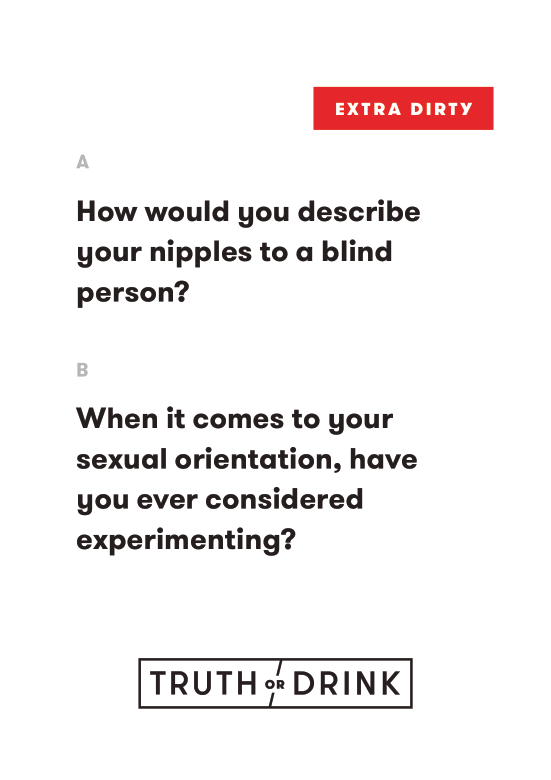 EXTRA DIRTY
A
How would you describe
your nipples to a blind
person?
B
When it comes to your
sexual orientation, have
you ever considered
experimenting?
TRUTH OR DRINK